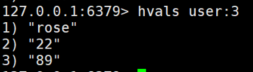 127.0.0.1:6379> hvals user:3
1) "rose"
2) "22"
3) "89"